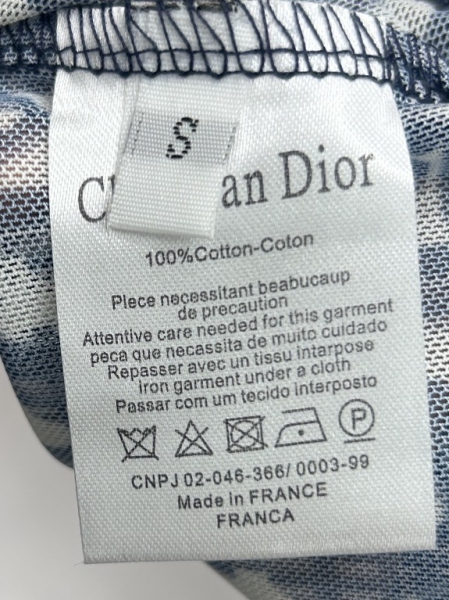 S
an Dior
100%Cotton-Coton
Piece necessitant beabucaup
de precaution
Attentive care needed for this garment
peca que necassita de muito cuidado
Repasser avec un tissu intarpose
iron garment under a cloth
Passar com um tecido interposto
P
CNPJ 02-046-366/ 0003-99
Made in FRANCE
FRANCA